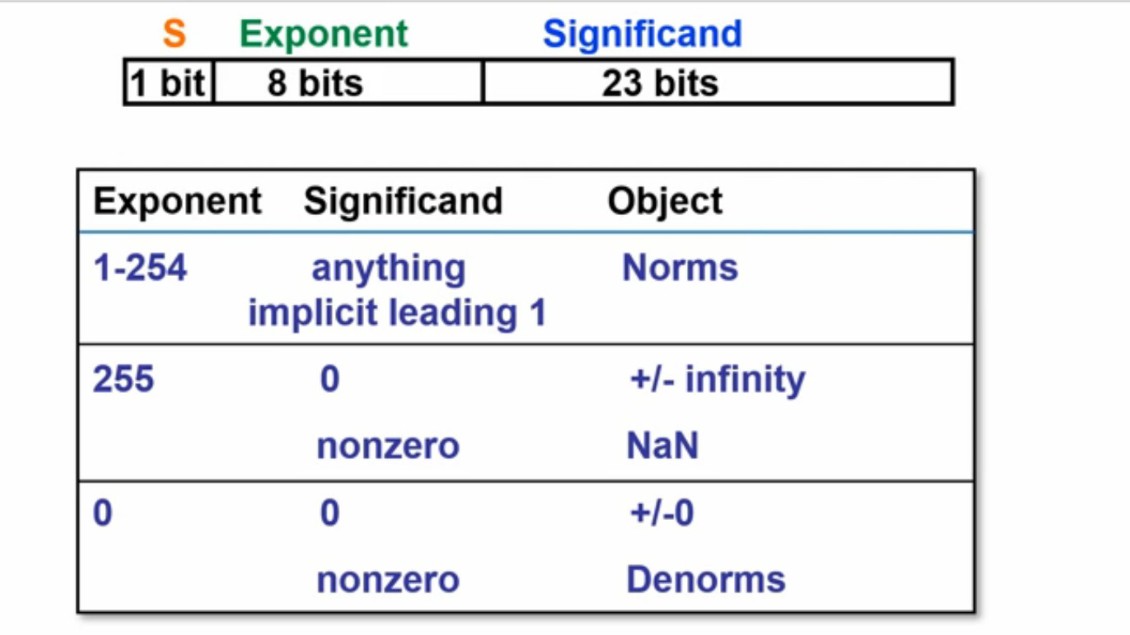 S Exponent Significand
1 bit 8 bits 23 bits
Exponent Significand Object
1-254 anything Norms
implicit leading 1
255 0 +/- infinity
nonzero NaN
0 0 +/-0
nonzero Denorms